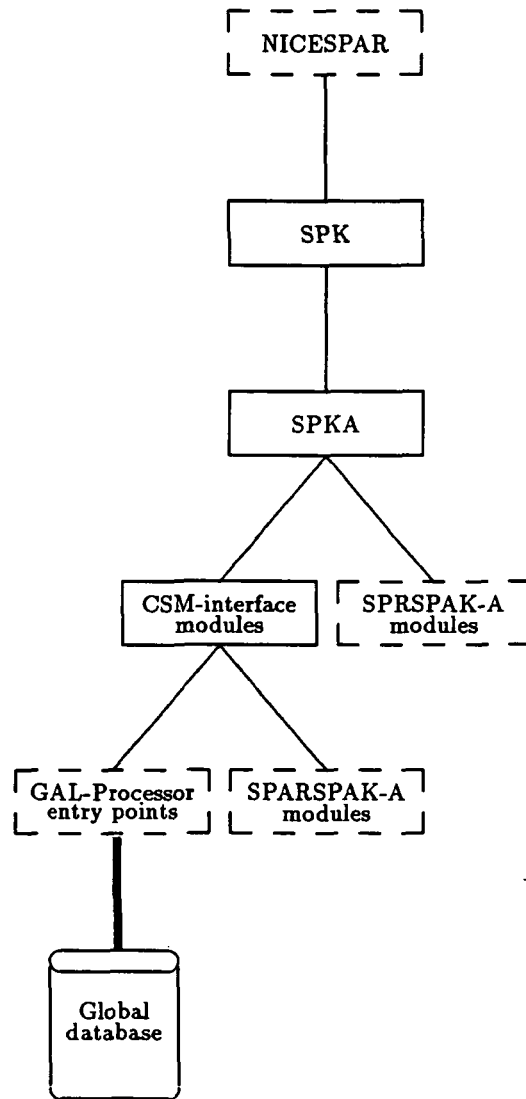 NICESPAR
SPK
SPKA
CSM-interface
modules
SPRSPAK-A
modules
GAL-Processor
entry points
SPARSPAK-A
modules
Global
database